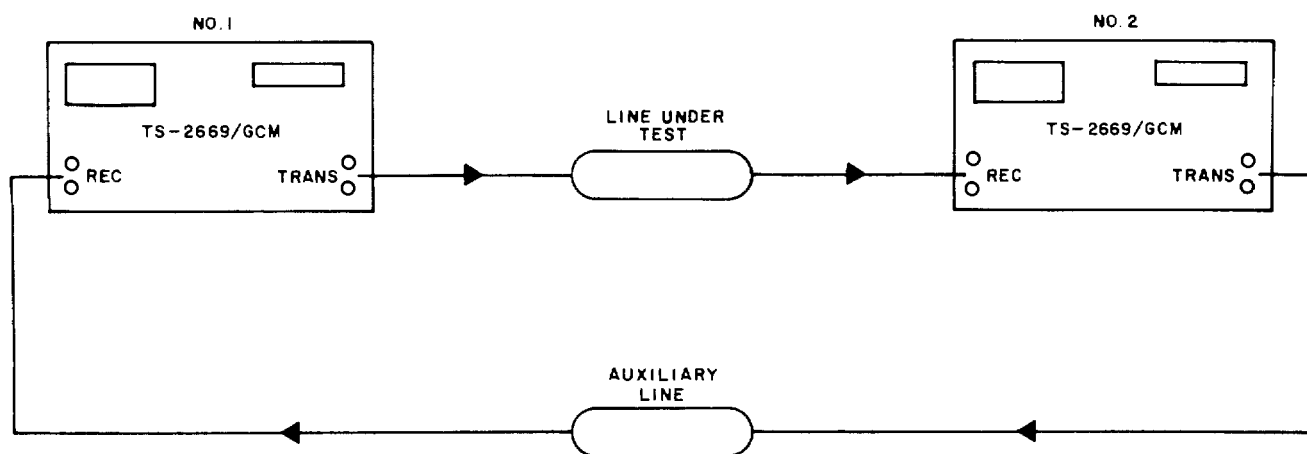 NO. 1
NO. 2
TS-2669/GCM
REC
TRANS
LINE UNDER
TEST
TS-2669/GCM
REC
TRANS
AUXILIARY
LINE